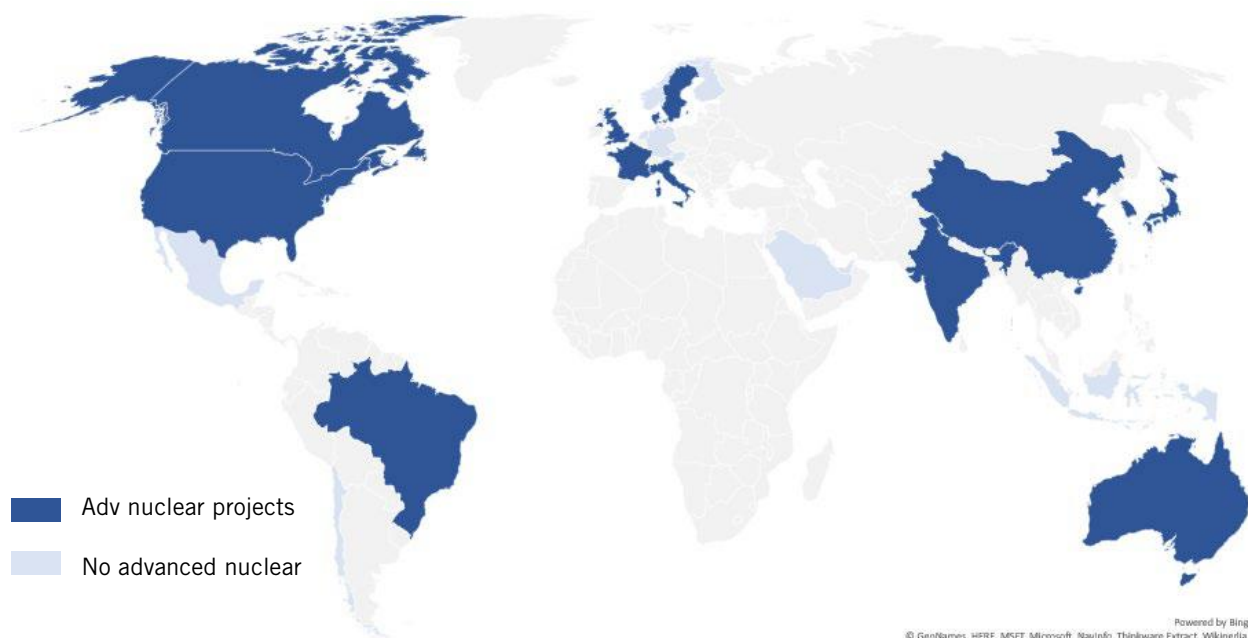 Adv nuclear projects
No advanced nuclear
Powered by Bing
© GeoNames, HERE, MSFT, Microsoft, NavInfo, Thinkware Extract, Wikipedia